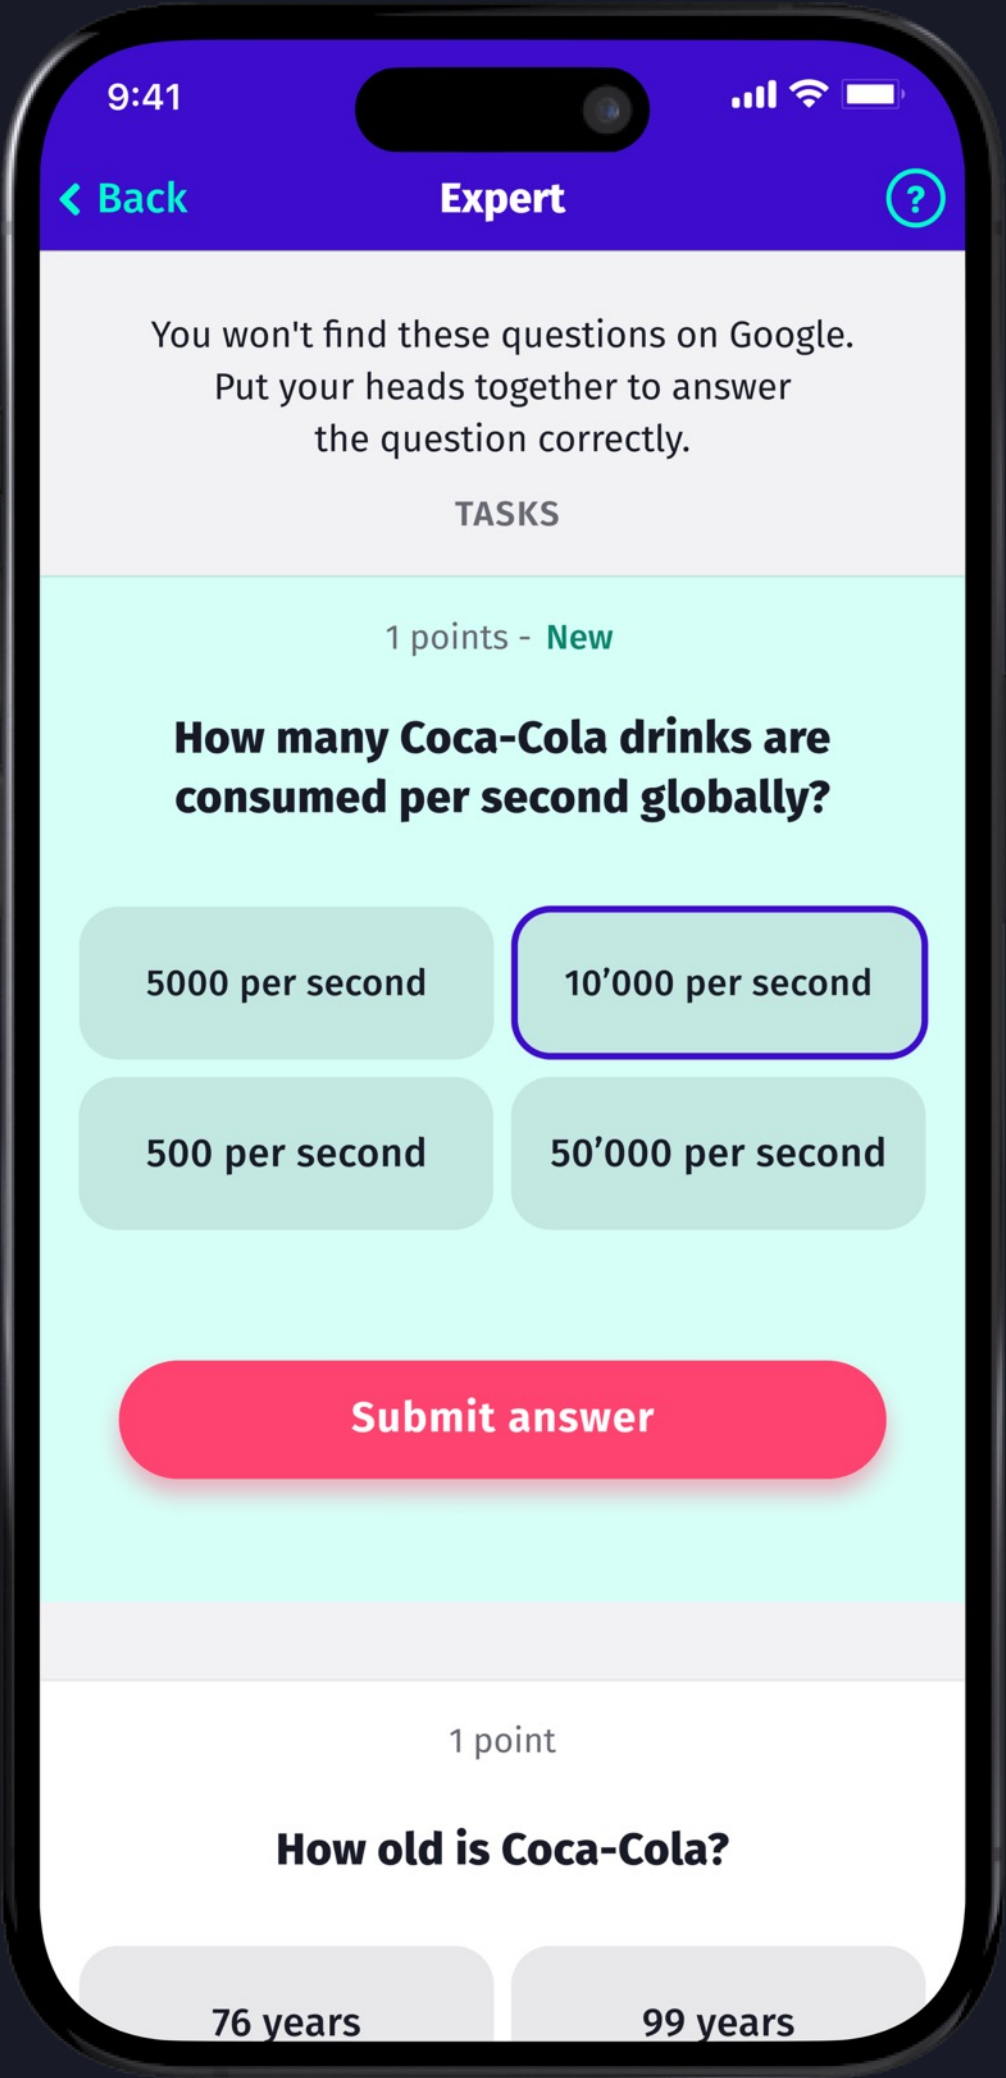 9:41
Back
Expert
?
You won't find these questions on Google.
Put your heads together to answer
the question correctly.
TASKS
1 points - New
How many Coca-Cola drinks are
consumed per second globally?
5000 per second
10’000 per second
500 per second
50’000 per second
Submit answer
1 point
How old is Coca-Cola?
76 years
99 years